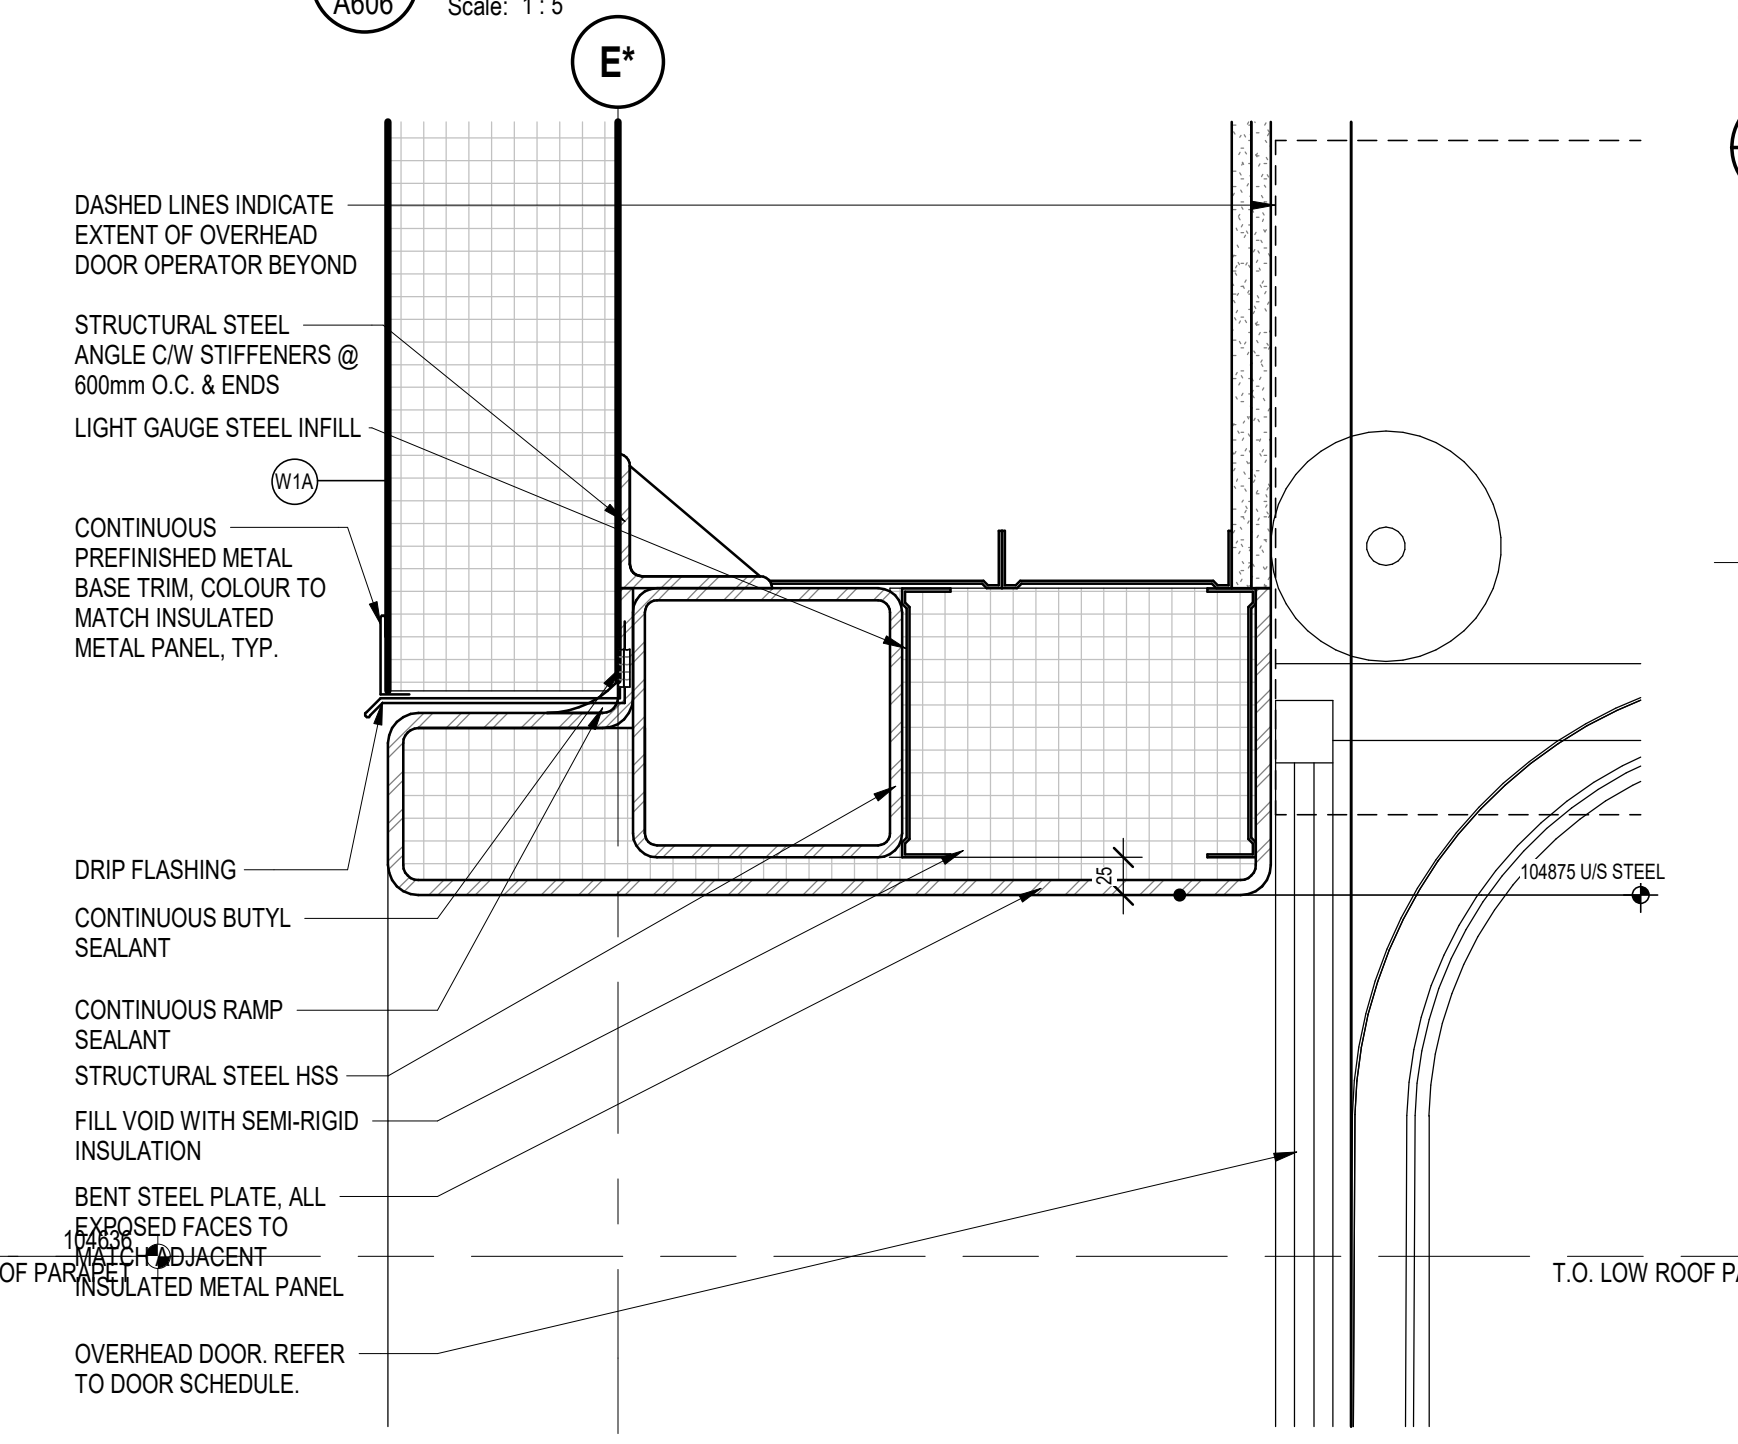 A606
Scale: 1 : 5
E*
DASHED LINES INDICATE
EXTENT OF OVERHEAD
DOOR OPERATOR BEYOND
STRUCTURAL STEEL
ANGLE C/W STIFFENERS @
600mm O.C. & ENDS
LIGHT GAUGE STEEL INFILL
W1A
CONTINUOUS
PREFINISHED METAL
BASE TRIM, COLOUR TO
MATCH INSULATED
METAL PANEL, TYP.
DRIP FLASHING
25
104875 U/S STEEL
CONTINUOUS BUTYL
SEALANT
CONTINUOUS RAMP
SEALANT
STRUCTURAL STEEL HSS
FILL VOID WITH SEMI-RIGID
INSULATION
BENT STEEL PLATE, ALL
EXPOSED FACES TO
MATCH ADJACENT
INSULATED METAL PANEL
104636
OF PARAPET
T.O. LOW ROOF PA
OVERHEAD DOOR. REFER
TO DOOR SCHEDULE.